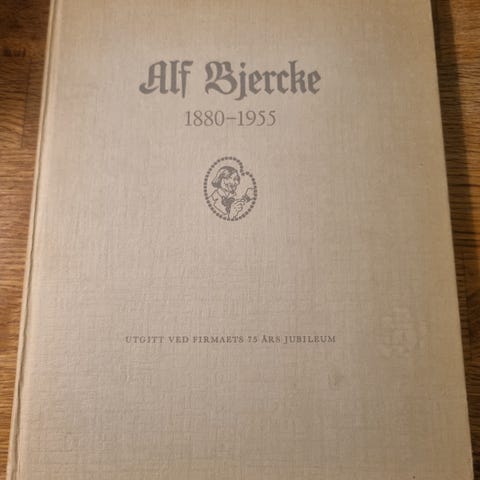 Alf Bjercke
1880–1955
UTGITT VED FIRMAETS 75 ÅRS JUBILEUM